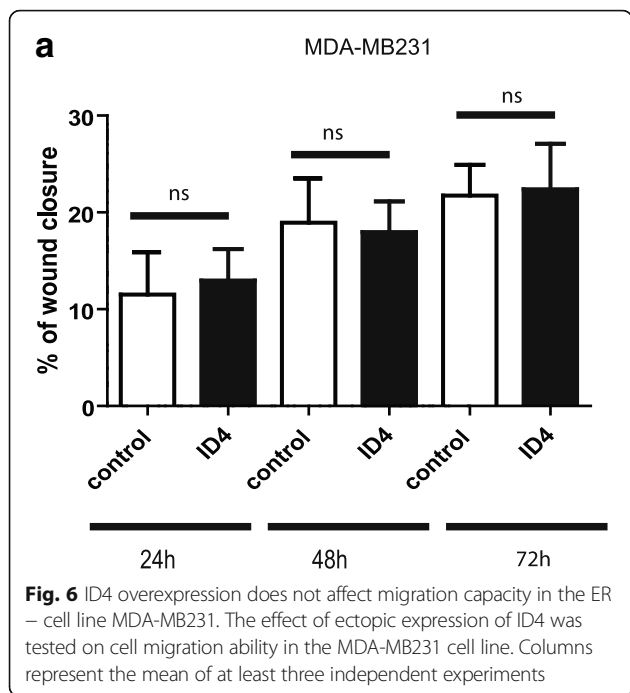 a
MDA-MB231
% of wound closure
30
20
10
0
ns
ns
ns
control
ID4
control
ID4
control
ID4
24h
48h
72h
Fig. 6 ID4 overexpression does not affect migration capacity in the ER
– cell line MDA-MB231. The effect of ectopic expression of ID4 was
tested on cell migration ability in the MDA-MB231 cell line. Columns
represent the mean of at least three independent experiments